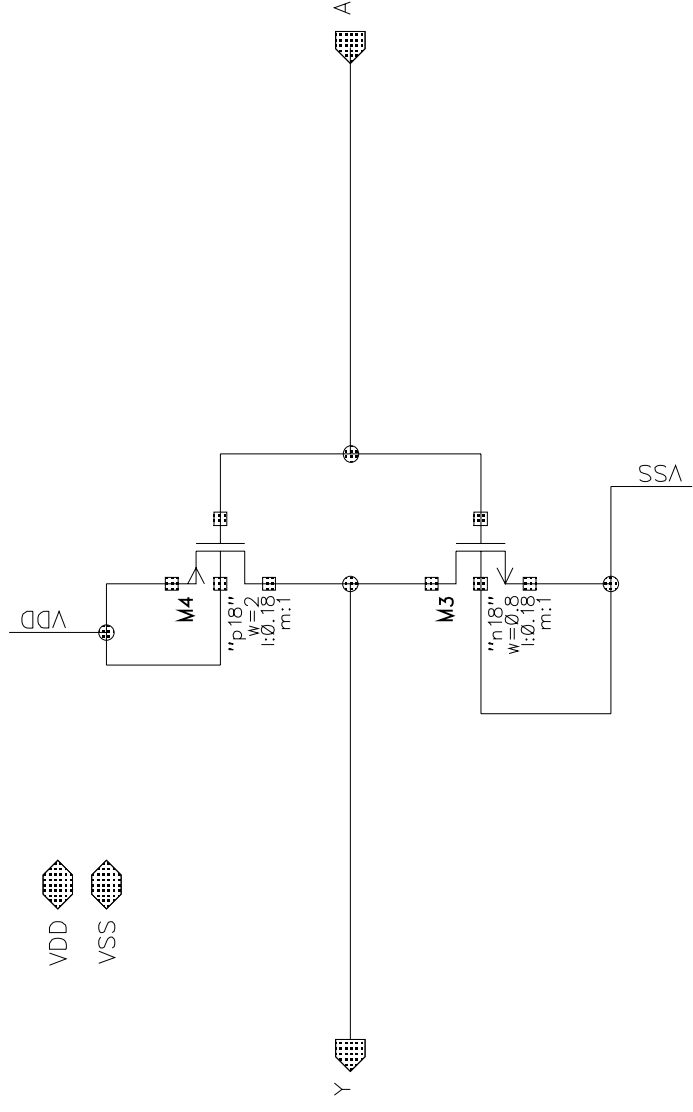 A
VDD
M4
"p18"
w=2
l:0.18
m:1
M3
"n18"
w=0.8
l:0.18
m:1
VSS
VDD
VSS
Y